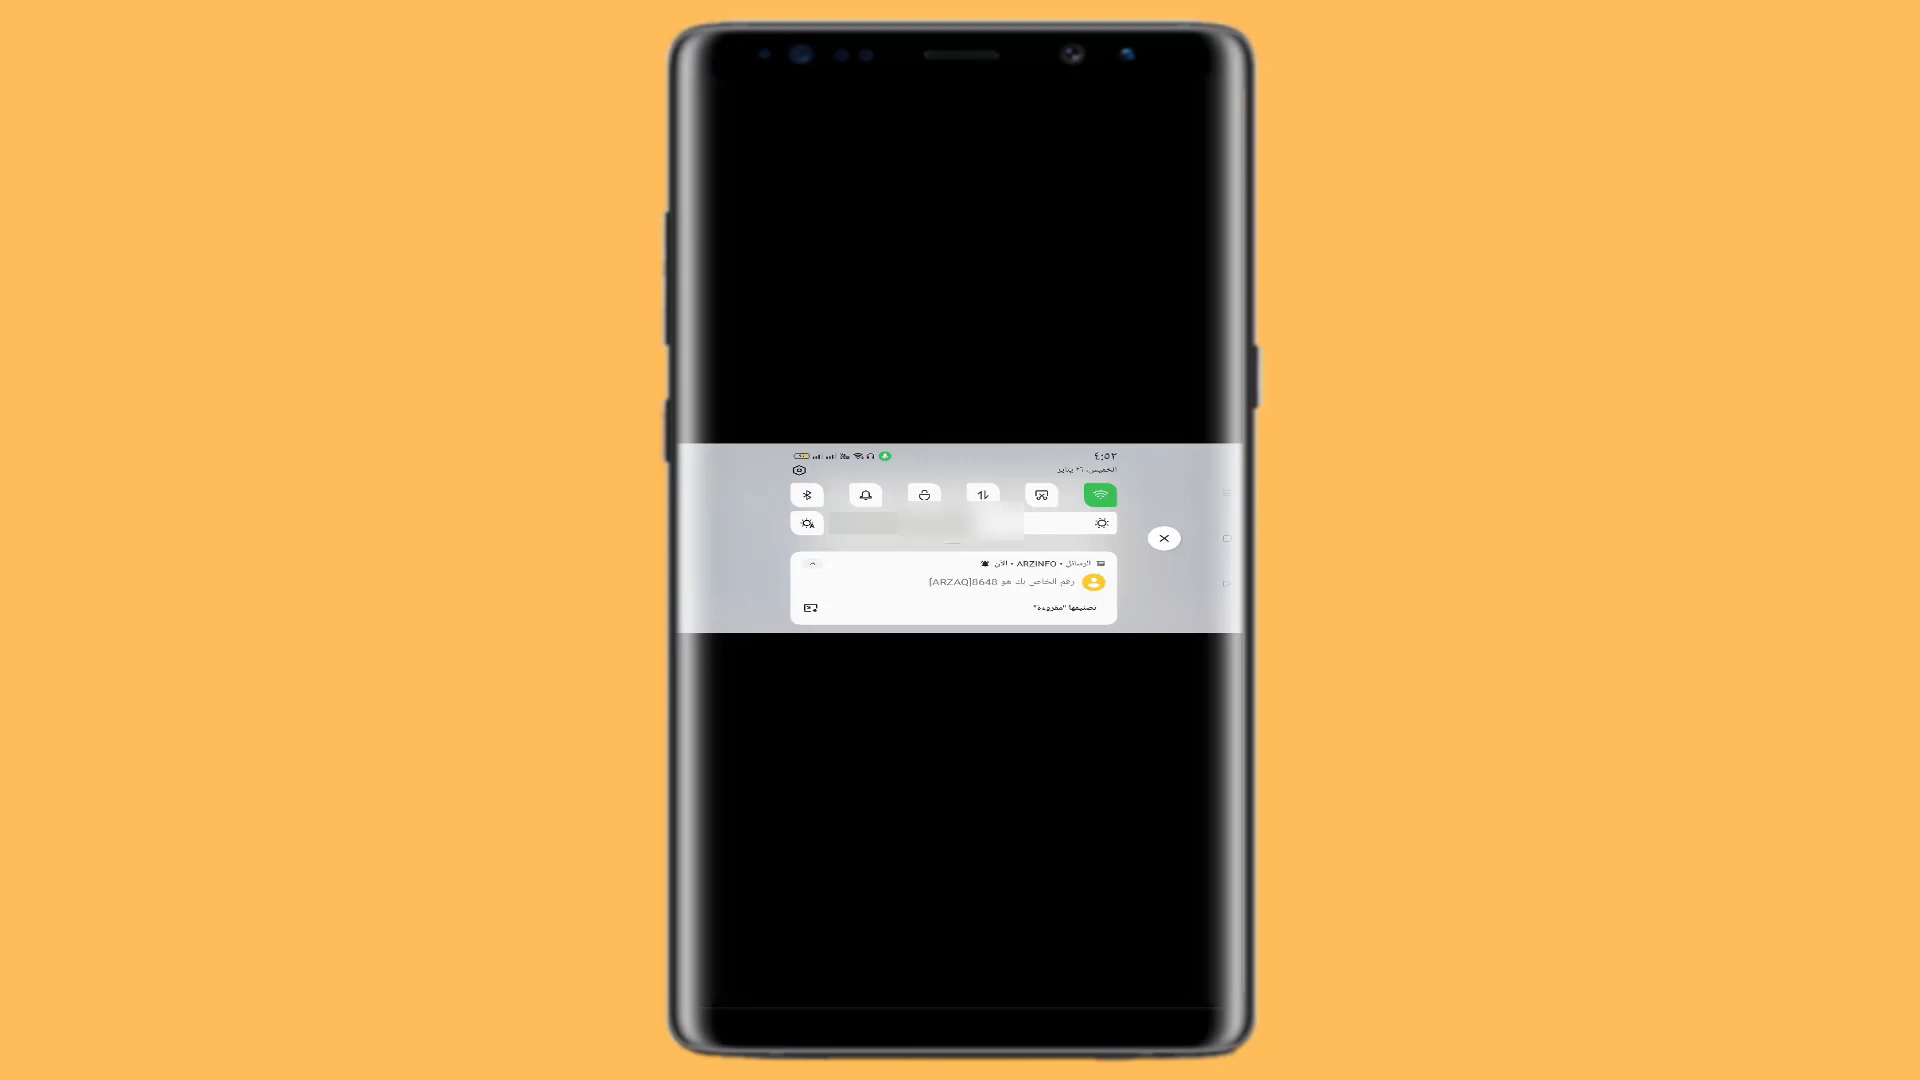 ٤:٥٢
الخميس، ٢٦ يناير
الرسائل • ARZINFO • الآن
رقم الخاص بك هو 8648[ARZAQ]
تصنيفها "مقروءة"